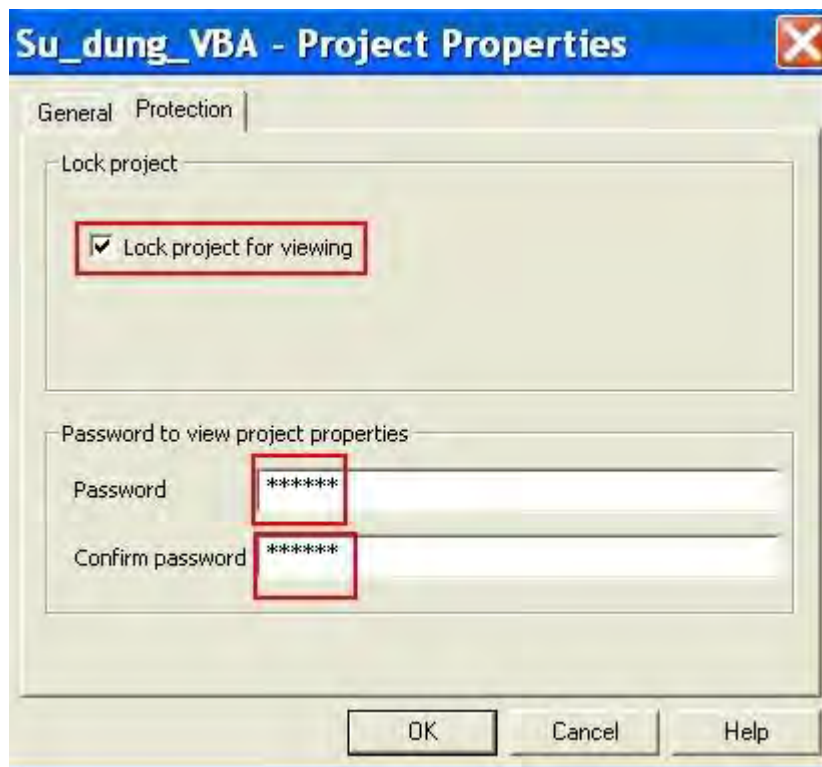 Su_dung_VBA - Project Properties
General Protection
Lock project
Lock project for viewing
Password to view project properties
Password ******
Confirm password ******
OK Cancel Help